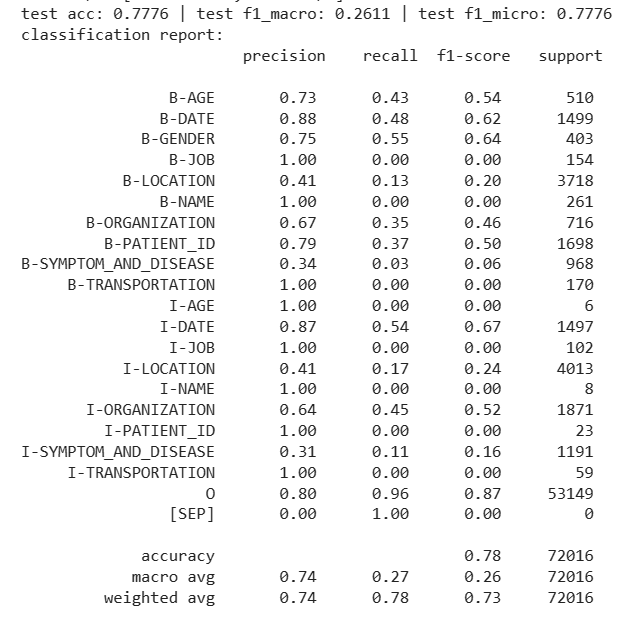 test acc: 0.7776 | test f1_macro: 0.2611 | test f1_micro: 0.7776
classification report:
precision recall f1-score support
B-AGE 0.73 0.43 0.54 510
B-DATE 0.88 0.48 0.62 1499
B-GENDER 0.75 0.55 0.64 403
B-JOB 1.00 0.00 0.00 154
B-LOCATION 0.41 0.13 0.20 3718
B-NAME 1.00 0.00 0.00 261
B-ORGANIZATION 0.67 0.35 0.46 716
B-PATIENT_ID 0.79 0.37 0.50 1698
B-SYMPTOM_AND_DISEASE 0.34 0.03 0.06 968
B-TRANSPORTATION 1.00 0.00 0.00 170
I-AGE 1.00 0.00 0.00 6
I-DATE 0.87 0.54 0.67 1497
I-JOB 1.00 0.00 0.00 102
I-LOCATION 0.41 0.17 0.24 4013
I-NAME 1.00 0.00 0.00 8
I-ORGANIZATION 0.64 0.45 0.52 1871
I-PATIENT_ID 1.00 0.00 0.00 23
I-SYMPTOM_AND_DISEASE 0.31 0.11 0.16 1191
I-TRANSPORTATION 1.00 0.00 0.00 59
O 0.80 0.96 0.87 53149
[SEP] 0.00 1.00 0.00 0
accuracy 0.78 72016
macro avg 0.74 0.27 0.26 72016
weighted avg 0.74 0.78 0.73 72016